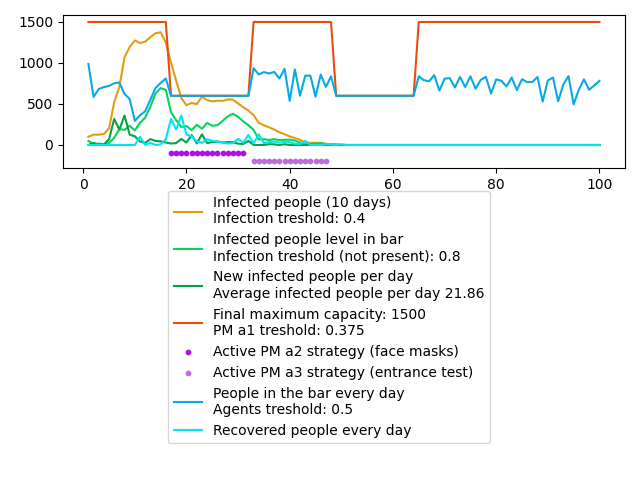 1500
1000
500
0
0
20
40
60
80
100
Infected people (10 days)
Infection treshold: 0.4
Infected people level in bar
Infection treshold (not present): 0.8
New infected people per day
Average infected people per day 21.86
Final maximum capacity: 1500
PM a1 treshold: 0.375
Active PM a2 strategy (face masks)
Active PM a3 strategy (entrance test)
People in the bar every day
Agents treshold: 0.5
Recovered people every day